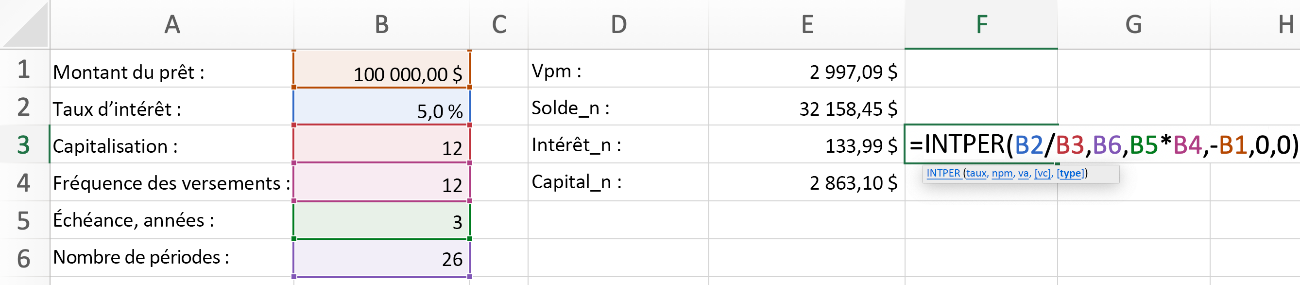 A B C D E F G H
1 Montant du prêt : 100 000,00 $ Vpm : 2 997,09 $
2 Taux d’intérêt : 5,0 % Solde_n : 32 158,45 $
3 Capitalisation : 12 Intérêt_n : 133,99 $ =INTPER(B2/B3,B6,B5*B4,-B1,0,0)
4 Fréquence des versements : 12 Capital_n : 2 863,10 $ INTPER (taux, npm, va, [vc], [type])
5 Échéance, années : 3
6 Nombre de périodes : 26